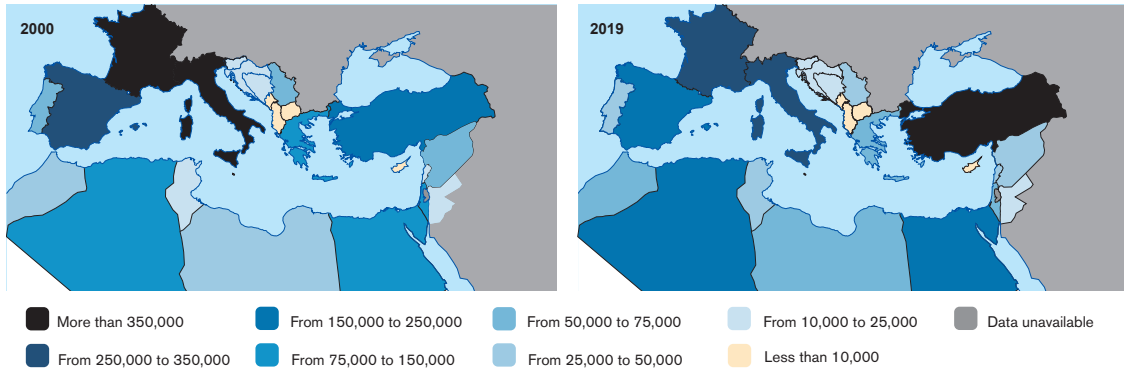 2000
2019
More than 350,000
From 150,000 to 250,000
From 50,000 to 75,000
From 10,000 to 25,000
Data unavailable
From 250,000 to 350,000
From 75,000 to 150,000
From 25,000 to 50,000
Less than 10,000